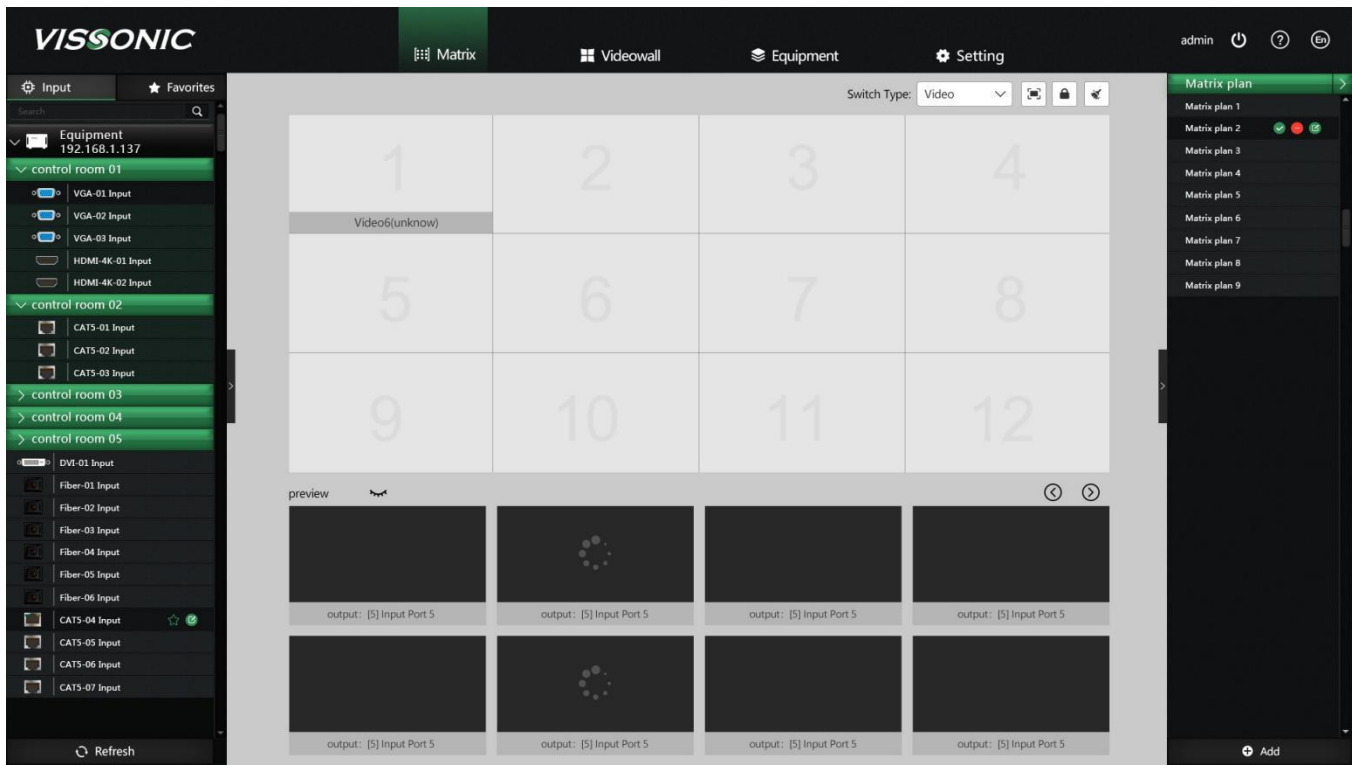 VISSONIC
Matrix
Videowall
Equipment
Setting
admin
En
Input
Favorites
Search
Equipment
192.168.1.137
control room 01
VGA-01 Input
VGA-02 Input
VGA-03 Input
HDMI-4K-01 Input
HDMI-4K-02 Input
control room 02
CAT5-01 Input
CAT5-02 Input
CAT5-03 Input
control room 03
control room 04
control room 05
DVI-01 Input
Fiber-01 Input
Fiber-02 Input
Fiber-03 Input
Fiber-04 Input
Fiber-05 Input
Fiber-06 Input
CAT5-04 Input
CAT5-05 Input
CAT5-06 Input
CAT5-07 Input
Refresh
Switch Type: Video
1
2
3
4
Video6(unknow)
5
6
7
8
9
10
11
12
preview
output: [5] Input Port 5
output: [5] Input Port 5
output: [5] Input Port 5
output: [5] Input Port 5
output: [5] Input Port 5
output: [5] Input Port 5
output: [5] Input Port 5
output: [5] Input Port 5
Matrix plan
Matrix plan 1
Matrix plan 2
Matrix plan 3
Matrix plan 4
Matrix plan 5
Matrix plan 6
Matrix plan 7
Matrix plan 8
Matrix plan 9
Add